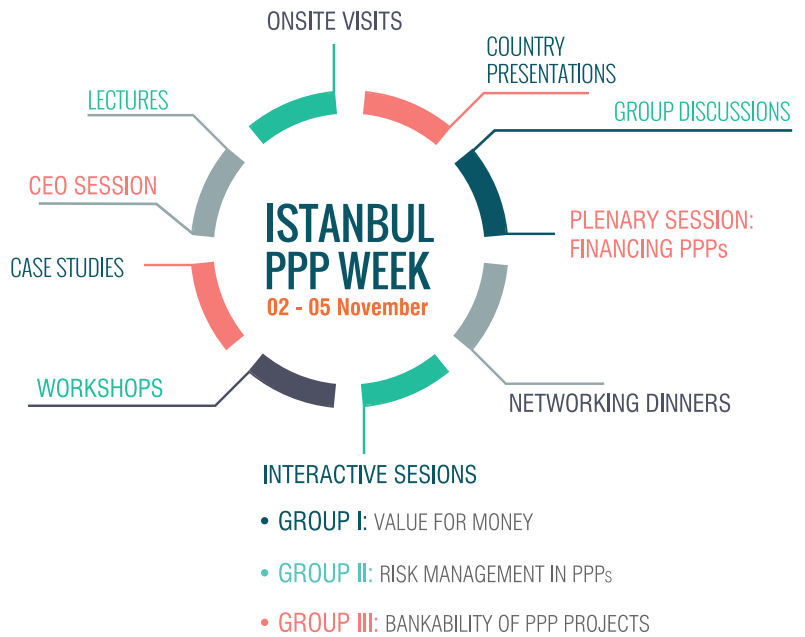 ONSITE VISITS
COUNTRY
PRESENTATIONS
LECTURES
GROUP DISCUSSIONS
CEO SESSION
ISTANBUL
PPP WEEK
02 - 05 November
PLENARY SESSION:
FINANCING PPPs
CASE STUDIES
WORKSHOPS
NETWORKING DINNERS
INTERACTIVE SESIONS
• GROUP I: VALUE FOR MONEY
• GROUP II: RISK MANAGEMENT IN PPPs
• GROUP III: BANKABILITY OF PPP PROJECTS